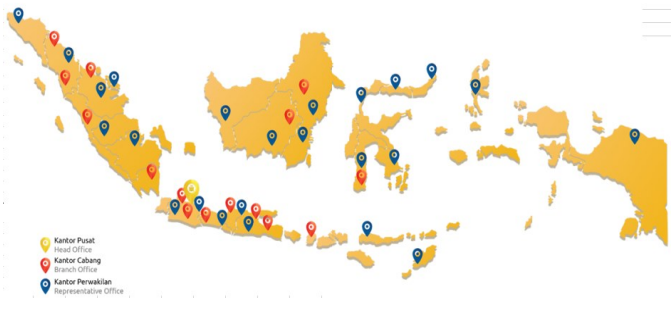 Kantor Pusat
Head Office
Kantor Cabang
Branch Office
Kantor Perwakilan
Representative Office